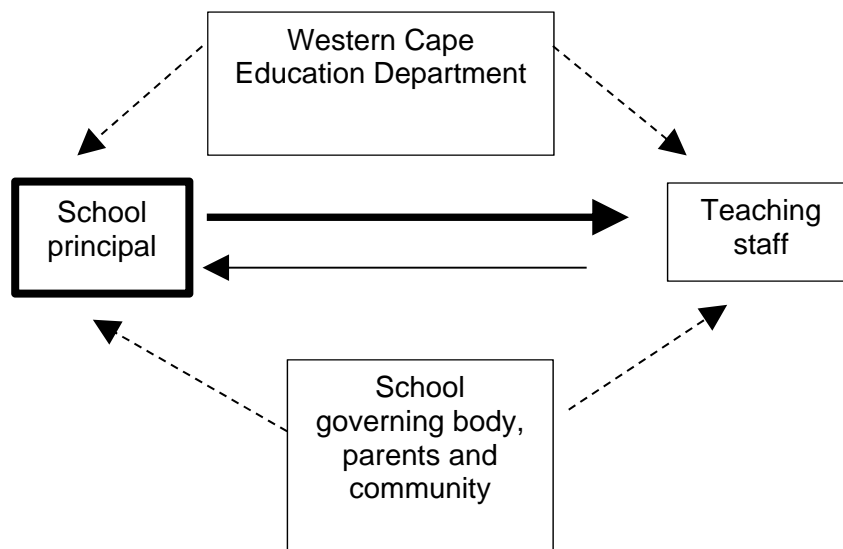 Western Cape
Education Department
School
principal
Teaching
staff
School
governing body,
parents and
community